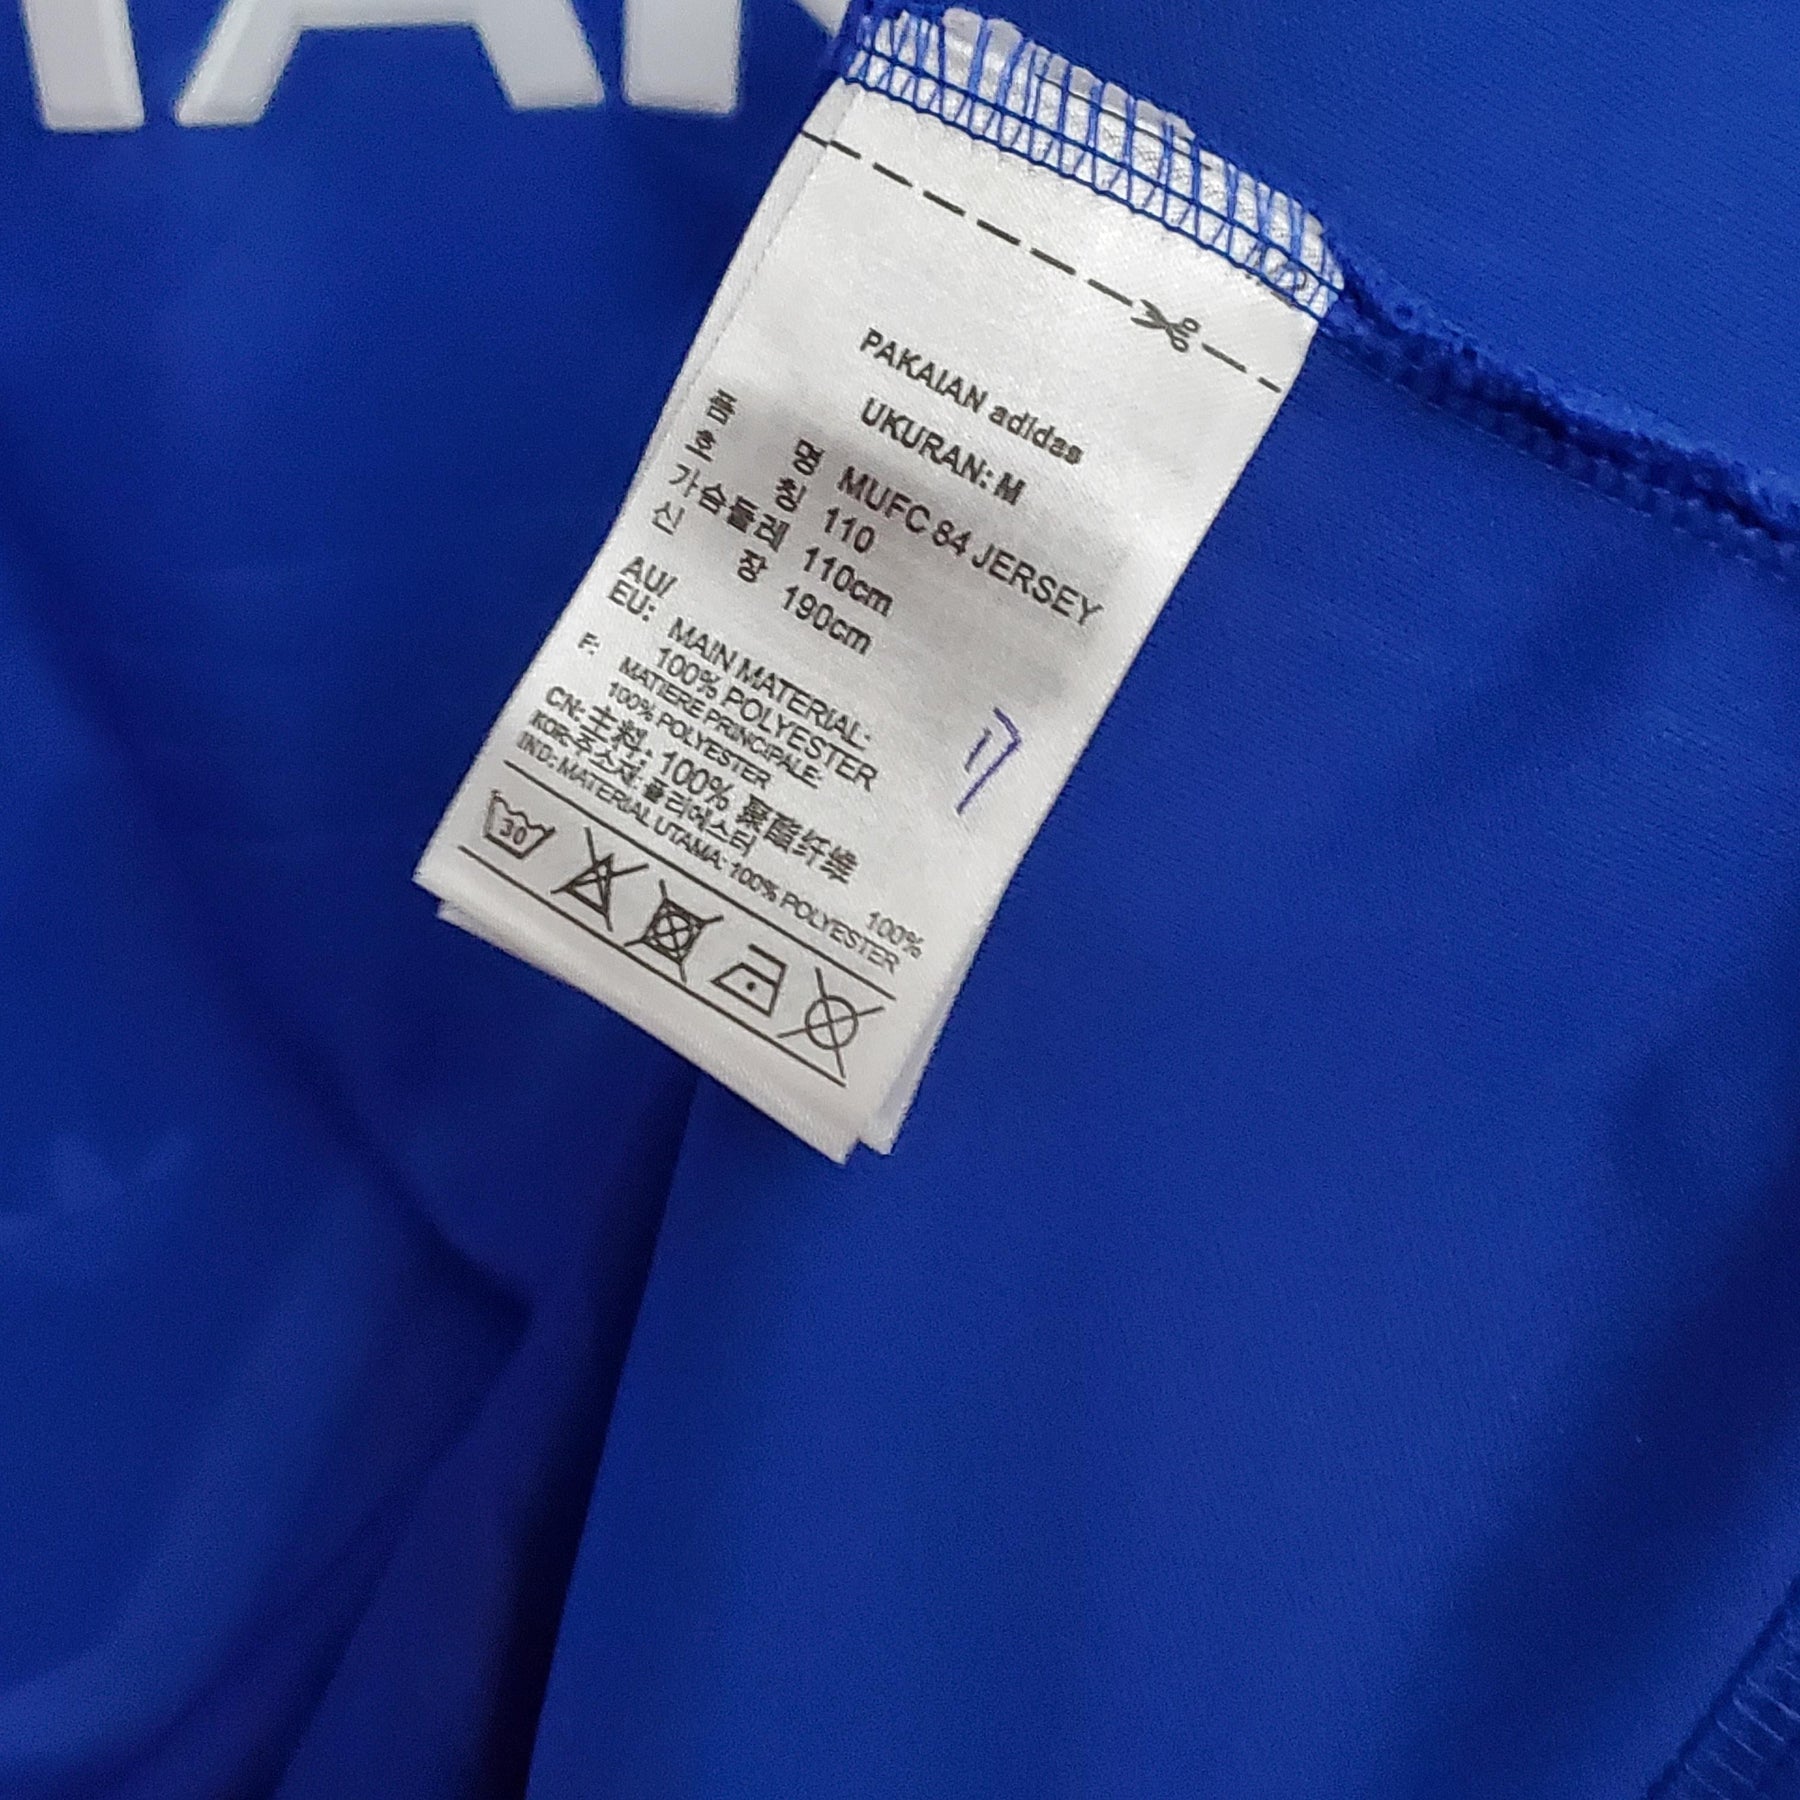 PAKAIAN adidas
UKURAN: M
품 명 MUFC 84 JERSEY
호 칭 110
가슴둘레 110cm
신 장 190cm
AU/
EU: MAIN MATERIAL:
100% POLYESTER
F: MATIERE PRINCIPALE:
100% POLYESTER
CN: 主料: 100% 聚酯纤维
KOR: 주소재: 폴리에스터 100%
IND: MATERIAL UTAMA: 100% POLYESTER
30
17